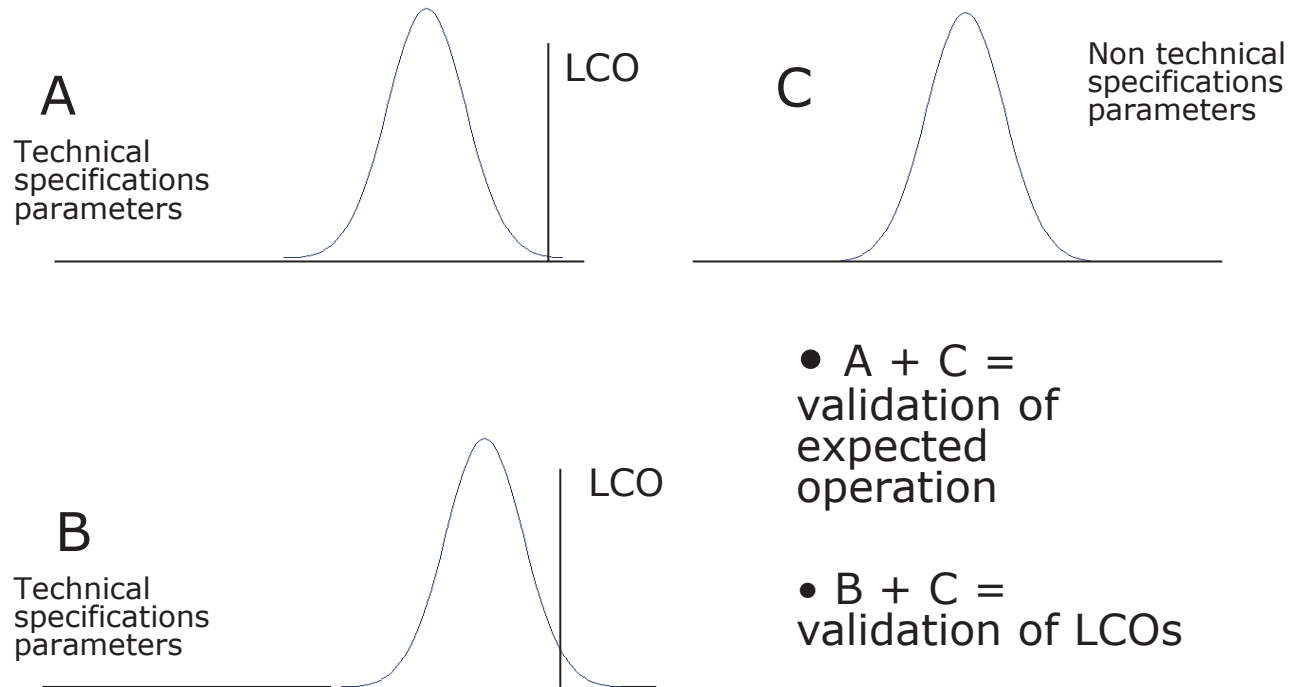 A
Technical
specifications
parameters
LCO
C
Non technical
specifications
parameters
B
Technical
specifications
parameters
LCO
• A + C =
validation of
expected
operation
• B + C =
validation of LCOs